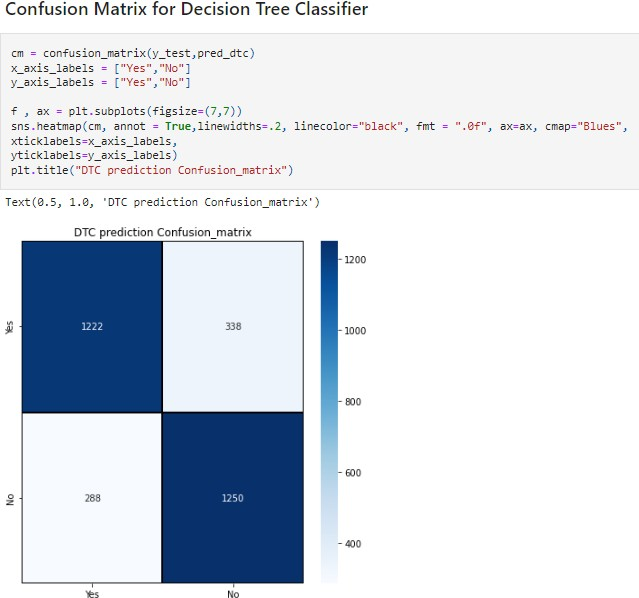 Confusion Matrix for Decision Tree Classifier
cm = confusion_matrix(y_test,pred_dtc)
x_axis_labels = ["Yes","No"]
y_axis_labels = ["Yes","No"]
f , ax = plt.subplots(figsize=(7,7))
sns.heatmap(cm, annot = True,linewidths=.2, linecolor="black", fmt = ".0f", ax=ax, cmap="Blues",
xticklabels=x_axis_labels,
yticklabels=y_axis_labels)
plt.title("DTC prediction Confusion_matrix")
Text(0.5, 1.0, 'DTC prediction Confusion_matrix')
DTC prediction Confusion_matrix
Yes
1222
338
No
288
1250
Yes
No
1200
1000
800
600
400